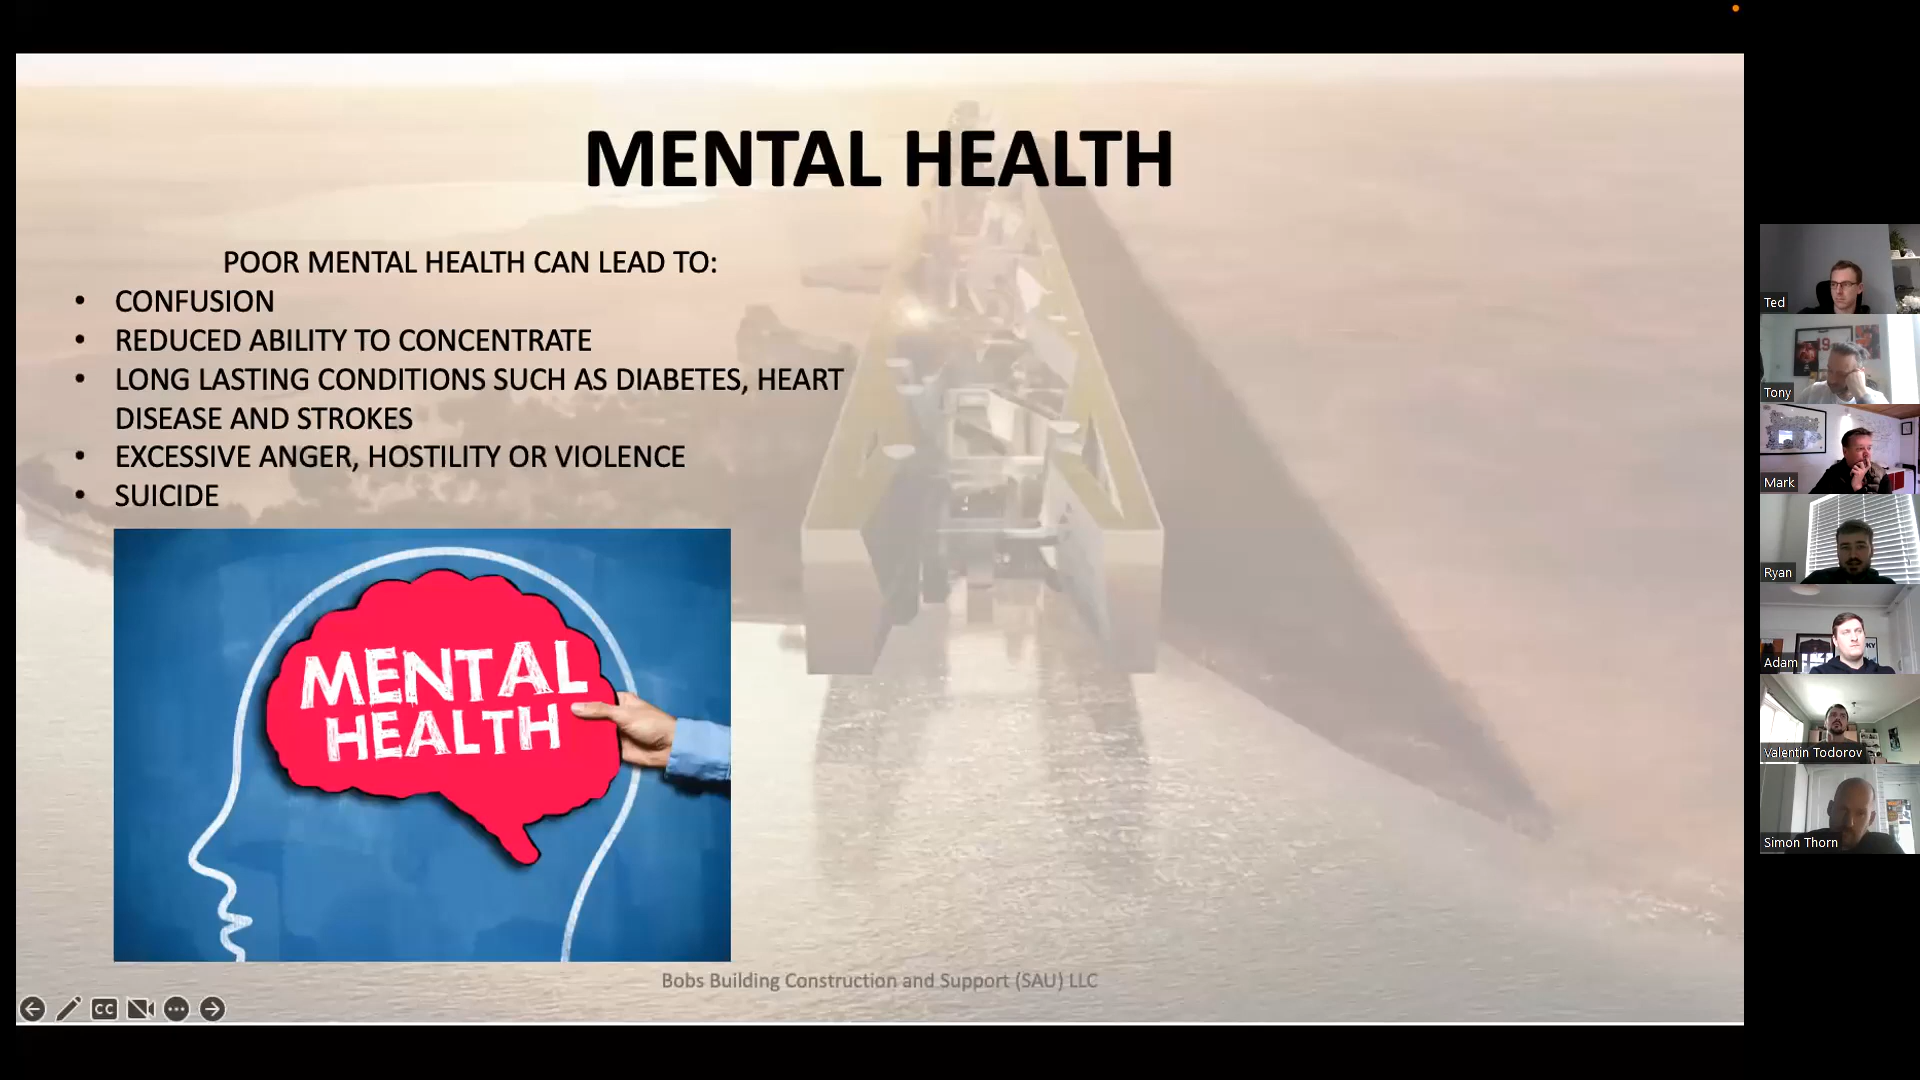 MENTAL HEALTH
POOR MENTAL HEALTH CAN LEAD TO:
• CONFUSION
• REDUCED ABILITY TO CONCENTRATE
• LONG LASTING CONDITIONS SUCH AS DIABETES, HEART
DISEASE AND STROKES
• EXCESSIVE ANGER, HOSTILITY OR VIOLENCE
• SUICIDE
MENTAL
HEALTH
Bobs Building Construction and Support (SAU) LLC
CC
Ted
19
Tony
Mark
Ryan
Adam
Valentin Todorov
Simon Thorn